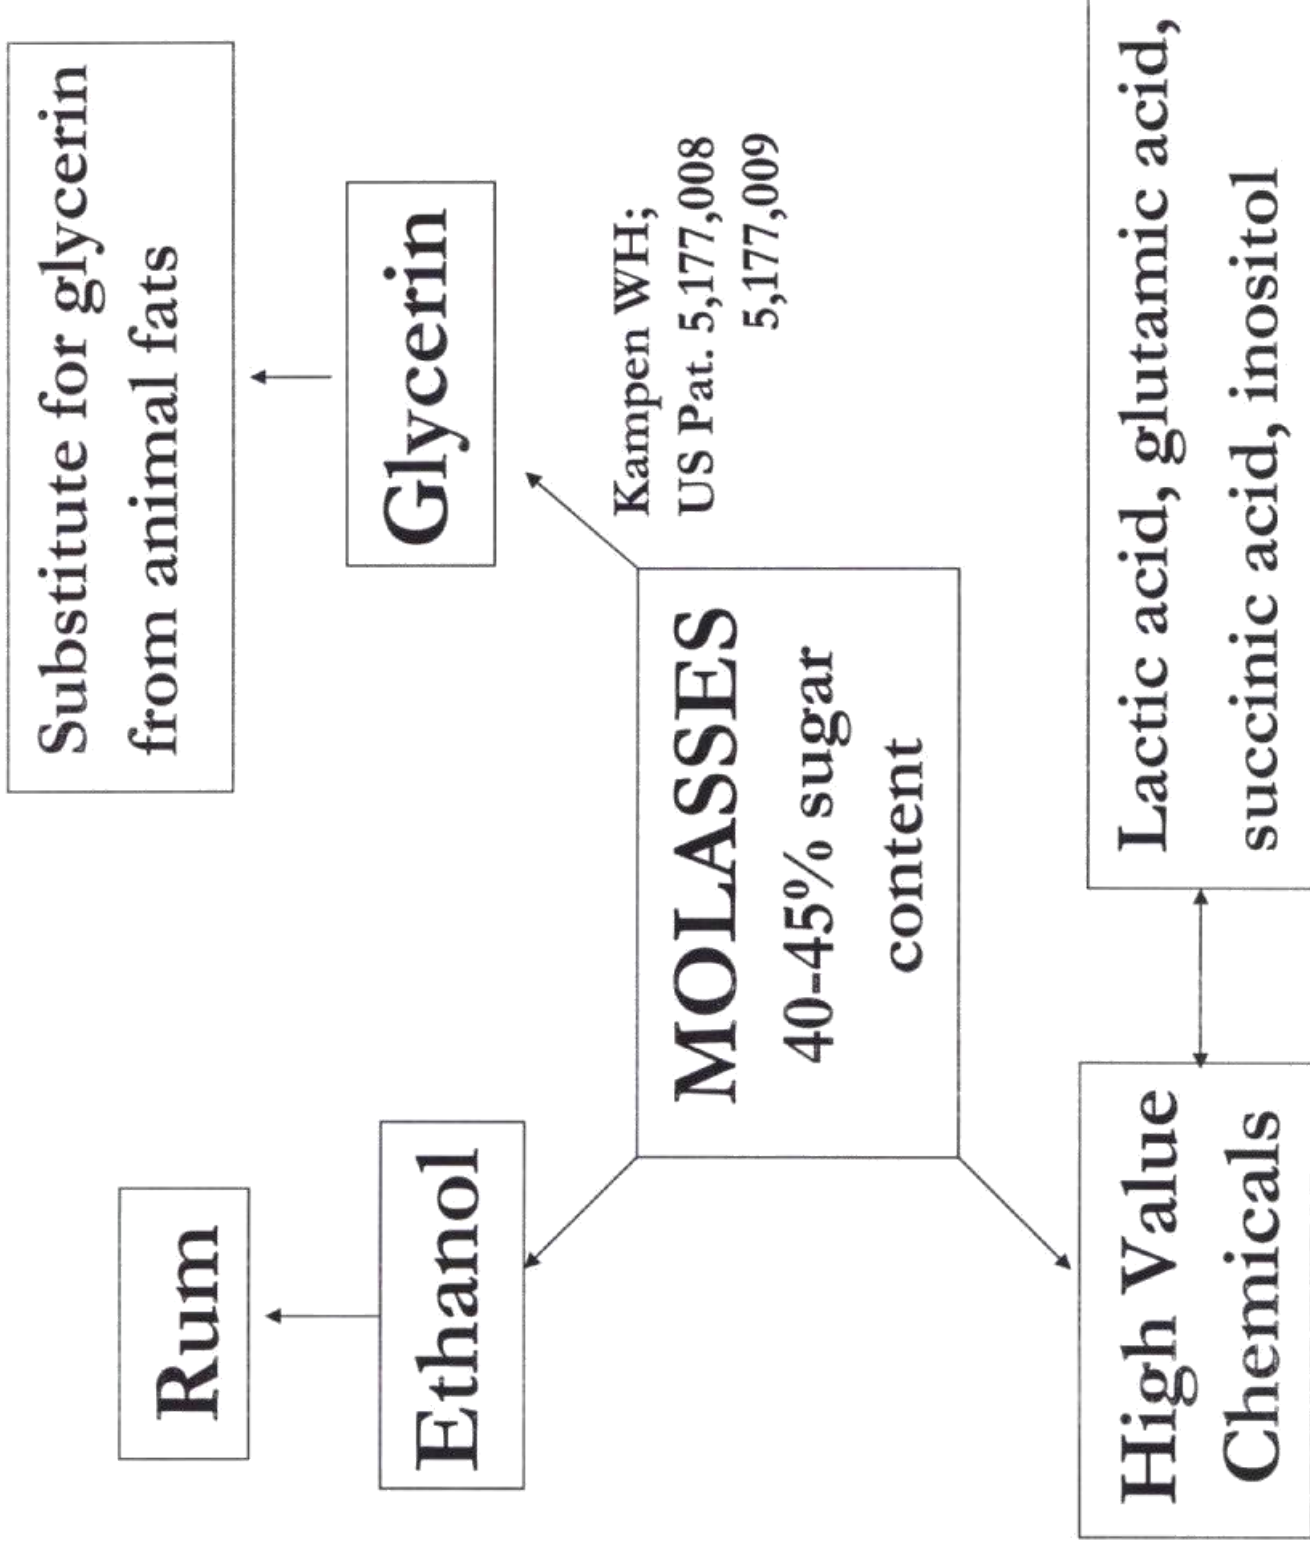 Rum
Substitute for glycerin
from animal fats
Ethanol
Glycerin
Kampen WH;
US Pat. 5,177,008
5,177,009
MOLASSES
40-45% sugar
content
High Value
Chemicals
Lactic acid, glutamic acid,
succinic acid, inositol